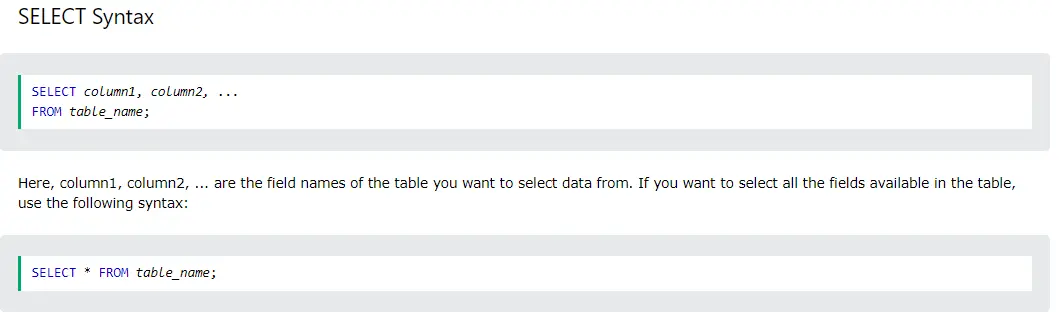 SELECT Syntax
SELECT column1, column2, ...
FROM table_name;
Here, column1, column2, ... are the field names of the table you want to select data from. If you want to select all the fields available in the table,
use the following syntax:
SELECT * FROM table_name;